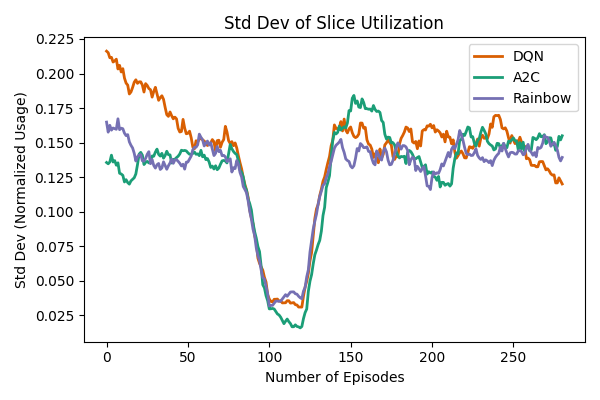 Std Dev of Slice Utilization
Std Dev (Normalized Usage)
0.225
0.200
0.175
0.150
0.125
0.100
0.075
0.050
0.025
DQN
A2C
Rainbow
0 50 100 150 200 250
Number of Episodes